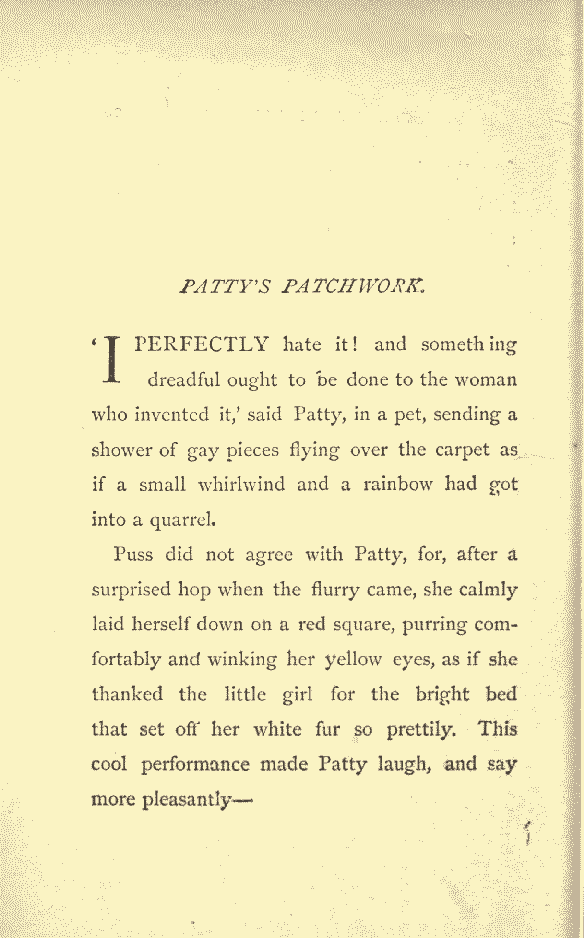 PATTY'S PATCHWORK.
'I PERFECTLY hate it! and something
dreadful ought to be done to the woman
who invented it,' said Patty, in a pet, sending a
shower of gay pieces flying over the carpet as
if a small whirlwind and a rainbow had got
into a quarrel.
Puss did not agree with Patty, for, after a
surprised hop when the flurry came, she calmly
laid herself down on a red square, purring com-
fortably and winking her yellow eyes, as if she
thanked the little girl for the bright bed
that set off her white fur so prettily. This
cool performance made Patty laugh, and say
more pleasantly—